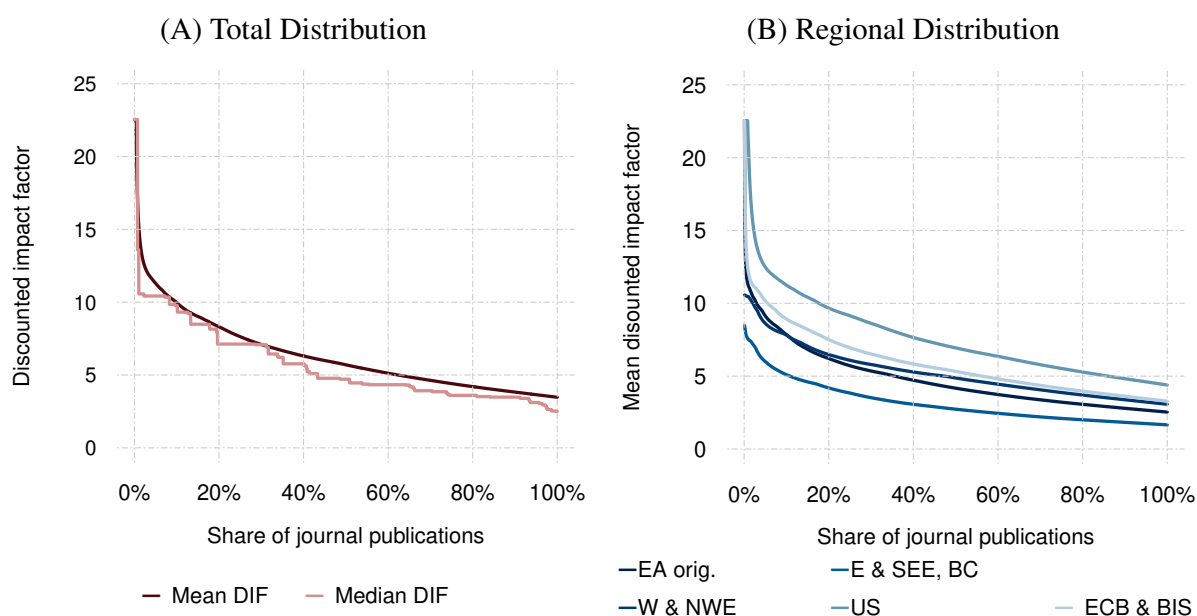 (A) Total Distribution
25
20
15
10
5
0
Discounted impact factor
0% 20% 40% 60% 80% 100%
Share of journal publications
Mean DIF Median DIF
(B) Regional Distribution
25
20
15
10
5
0
Mean disounted impact factor
0% 20% 40% 60% 80% 100%
Share of journal publications
EA orig. E & SEE, BC
W & NWE US ECB & BIS